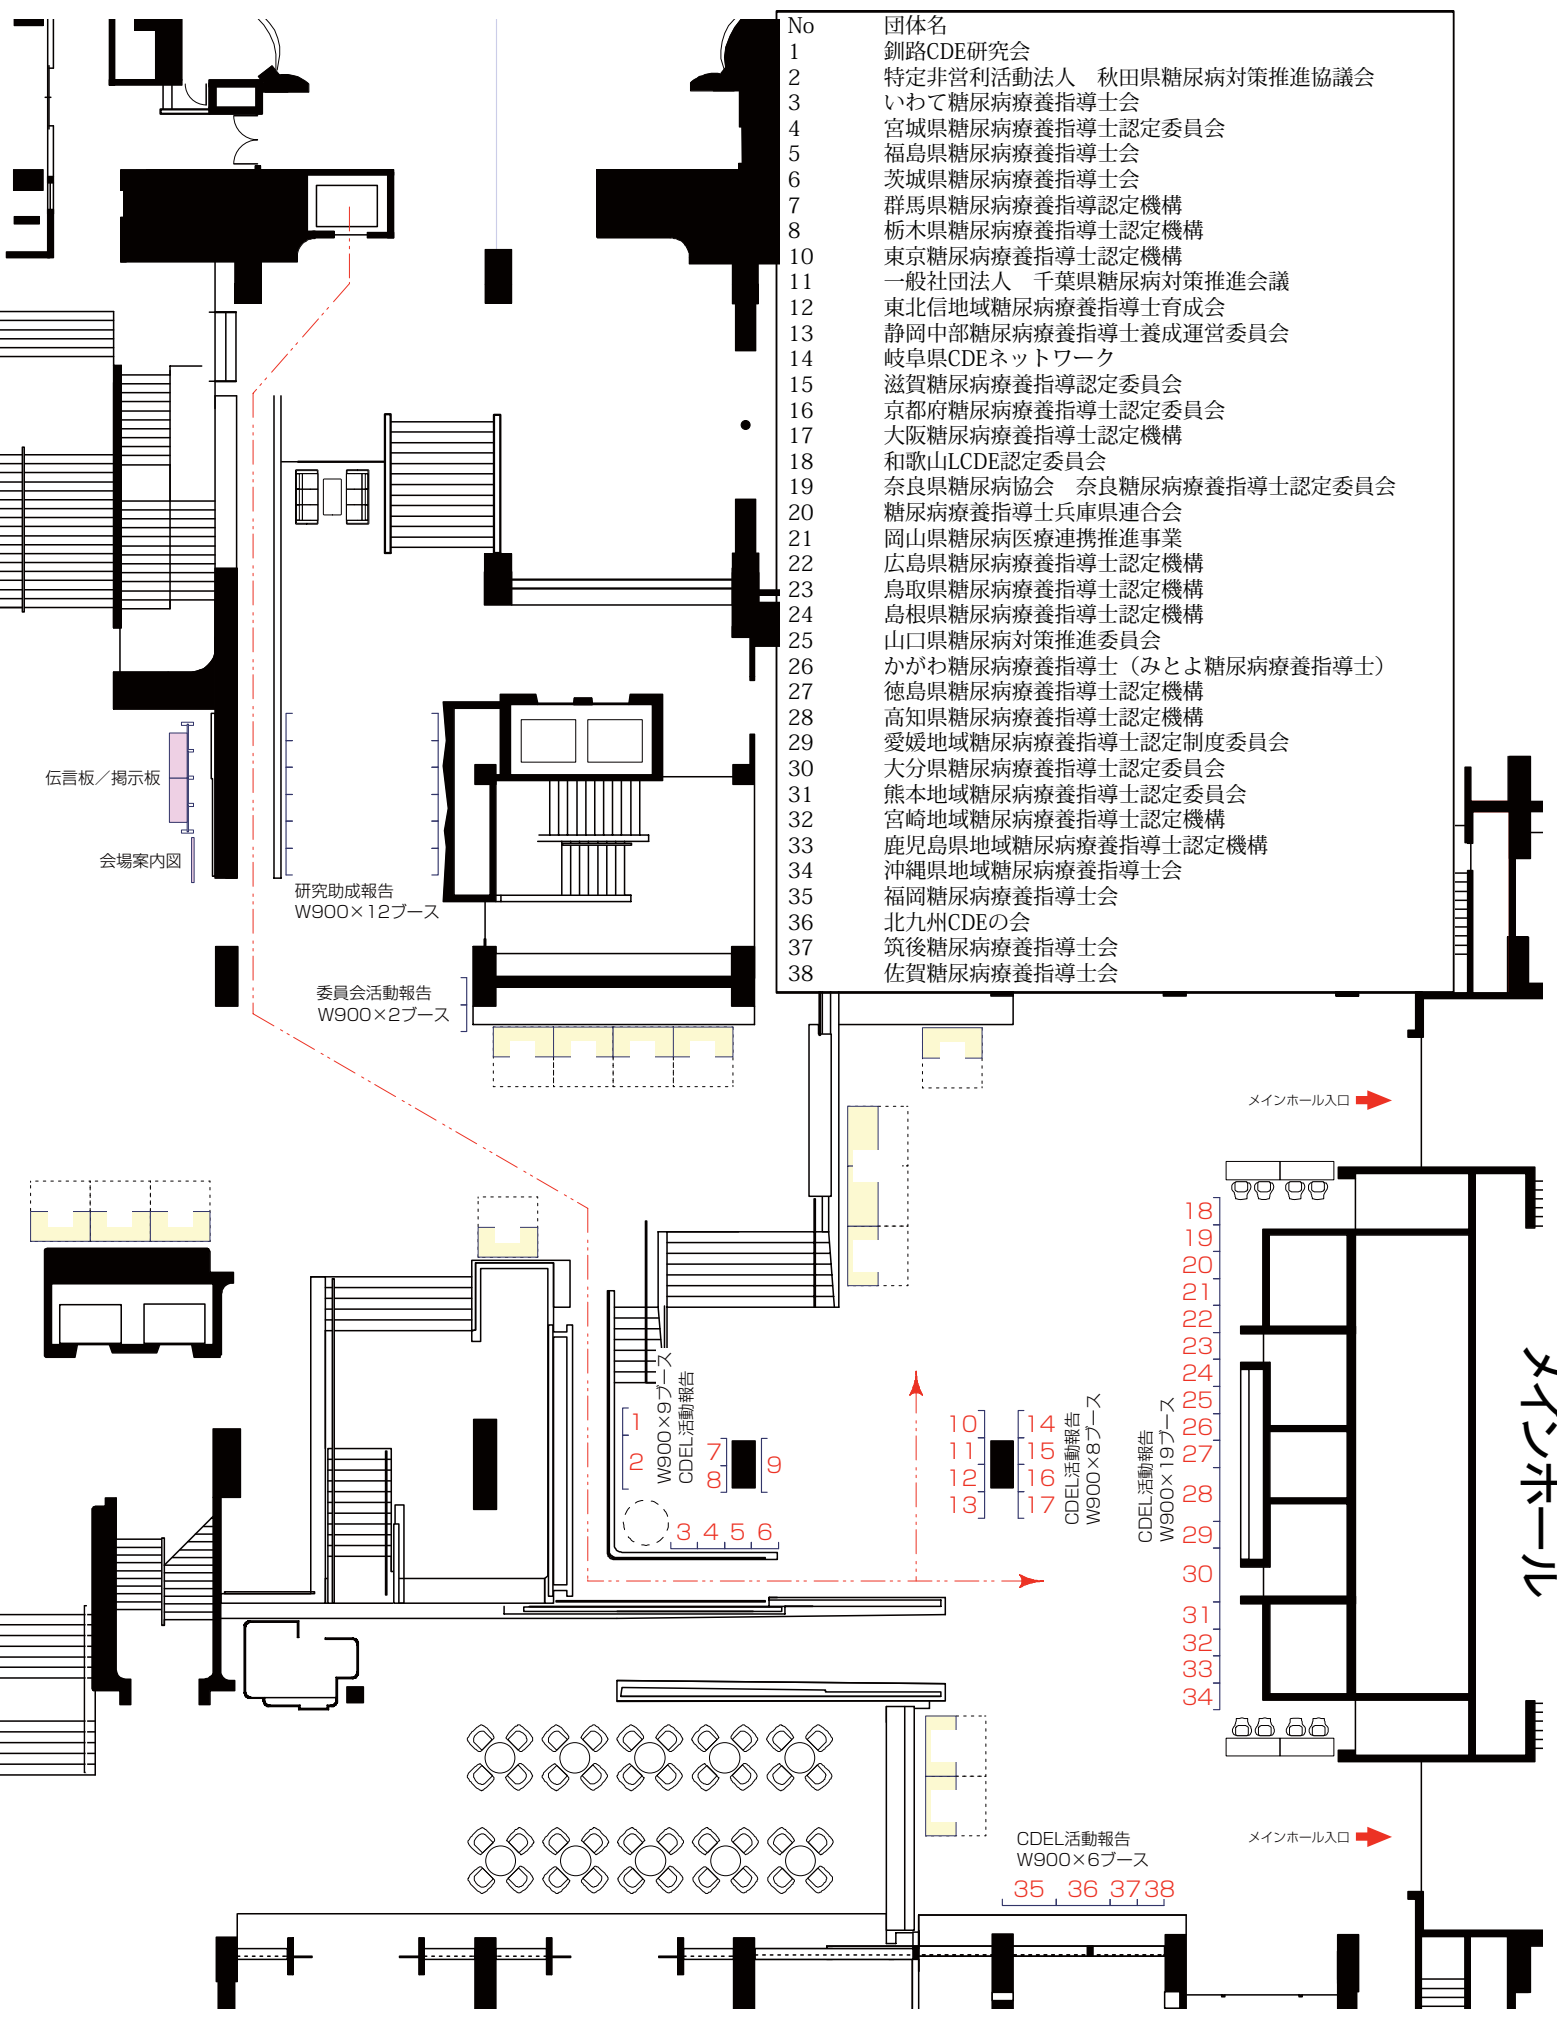 No 団体名
1 釧路CDE研究会
2 特定非営利活動法人　秋田県糖尿病対策推進協議会
3 いわて糖尿病療養指導士会
4 宮城県糖尿病療養指導士認定委員会
5 福島県糖尿病療養指導士会
6 茨城県糖尿病療養指導士会
7 群馬県糖尿病療養指導認定機構
8 栃木県糖尿病療養指導士認定機構
10 東京糖尿病療養指導士認定機構
11 一般社団法人　千葉県糖尿病対策推進会議
12 東北信地域糖尿病療養指導士育成会
13 静岡中部糖尿病療養指導士養成運営委員会
14 岐阜県CDEネットワーク
15 滋賀糖尿病療養指導認定委員会
16 京都府糖尿病療養指導士認定委員会
17 大阪糖尿病療養指導士認定機構
18 和歌山LCDE認定委員会
19 奈良県糖尿病協会　奈良糖尿病療養指導士認定委員会
20 糖尿病療養指導士兵庫県連合会
21 岡山県糖尿病医療連携推進事業
22 広島県糖尿病療養指導士認定機構
23 鳥取県糖尿病療養指導士認定機構
24 島根県糖尿病療養指導士認定機構
25 山口県糖尿病対策推進委員会
26 かがわ糖尿病療養指導士（みとよ糖尿病療養指導士）
27 徳島県糖尿病療養指導士認定機構
28 高知県糖尿病療養指導士認定機構
29 愛媛地域糖尿病療養指導士認定制度委員会
30 大分県糖尿病療養指導士認定委員会
31 熊本地域糖尿病療養指導士認定委員会
32 宮崎地域糖尿病療養指導士認定機構
33 鹿児島県地域糖尿病療養指導士認定機構
34 沖縄県地域糖尿病療養指導士会
35 福岡糖尿病療養指導士会
36 北九州CDEの会
37 筑後糖尿病療養指導士会
38 佐賀糖尿病療養指導士会
伝言板／掲示板
会場案内図
研究助成報告
W900×12ブース
委員会活動報告
W900×2ブース
メインホール入口
CDEL活動報告
W900×9ブース
1
2
3 4 5 6
7
8
9
10
11
12
13
14
15
16
17
CDEL活動報告
W900×8ブース
CDEL活動報告
W900×19ブース
18
19
20
21
22
23
24
25
26
27
28
29
30
31
32
33
34
メインホール
メインホール入口
CDEL活動報告
W900×6ブース
35 36 37 38